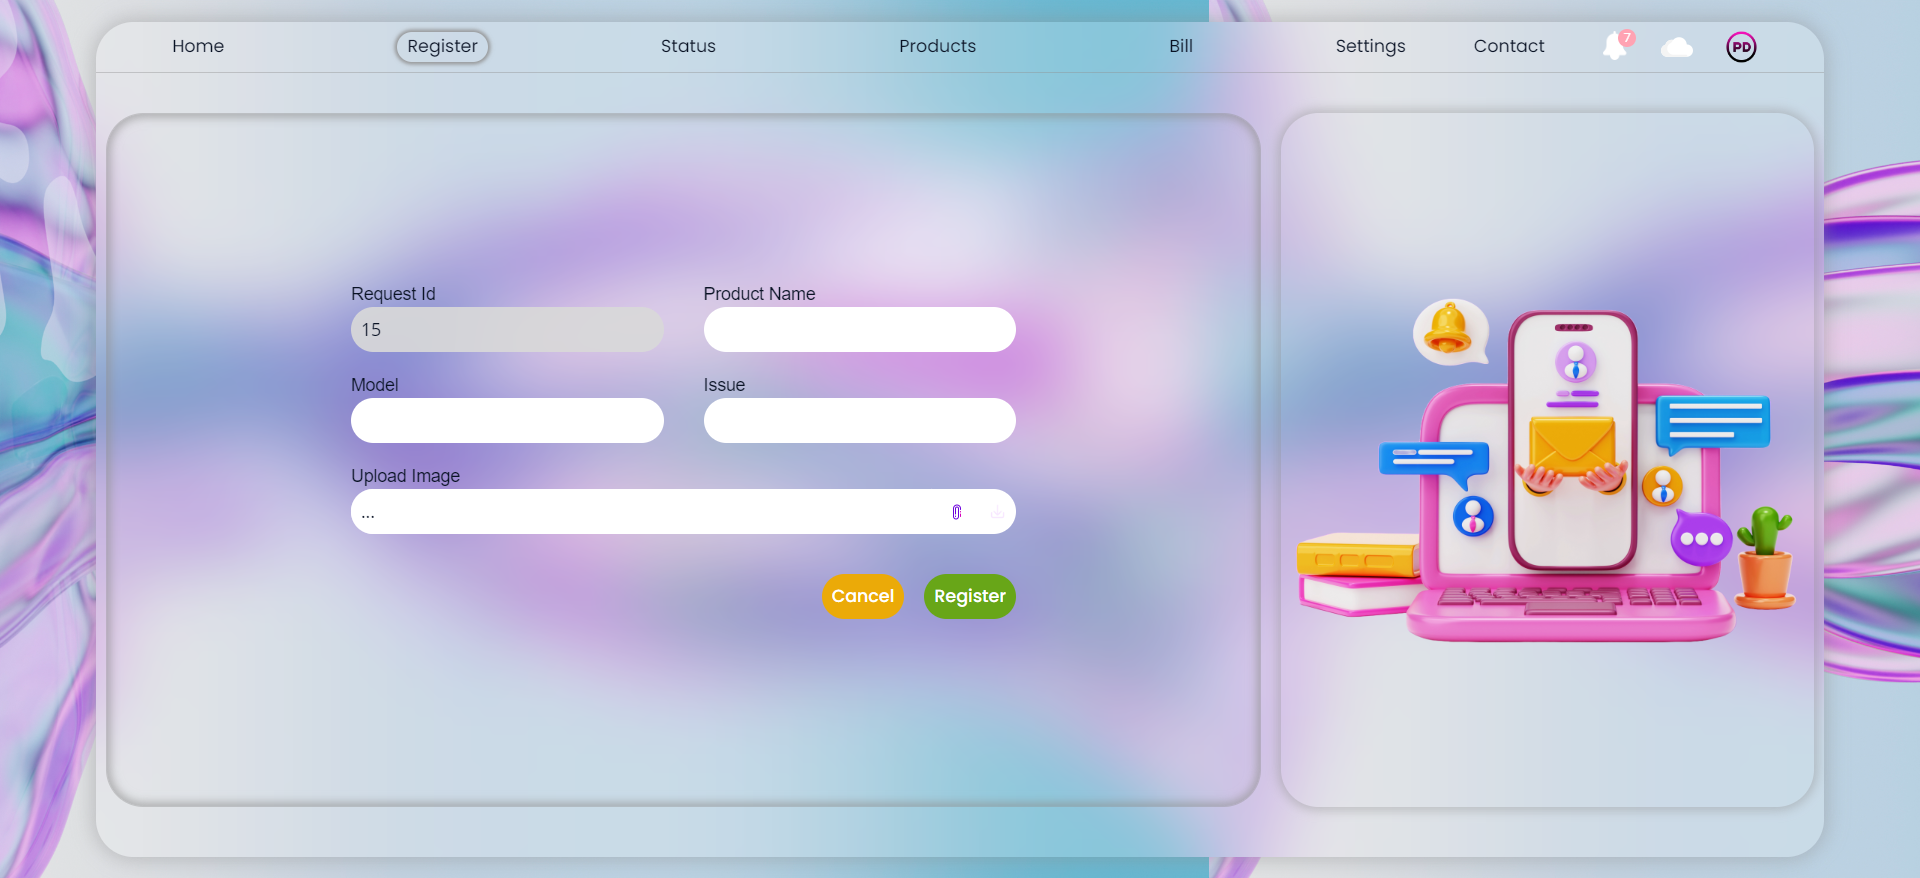 Home Register Status Products Bill Settings Contact 7 PD
Request Id Product Name
15
Model Issue
Upload Image
...
Cancel Register